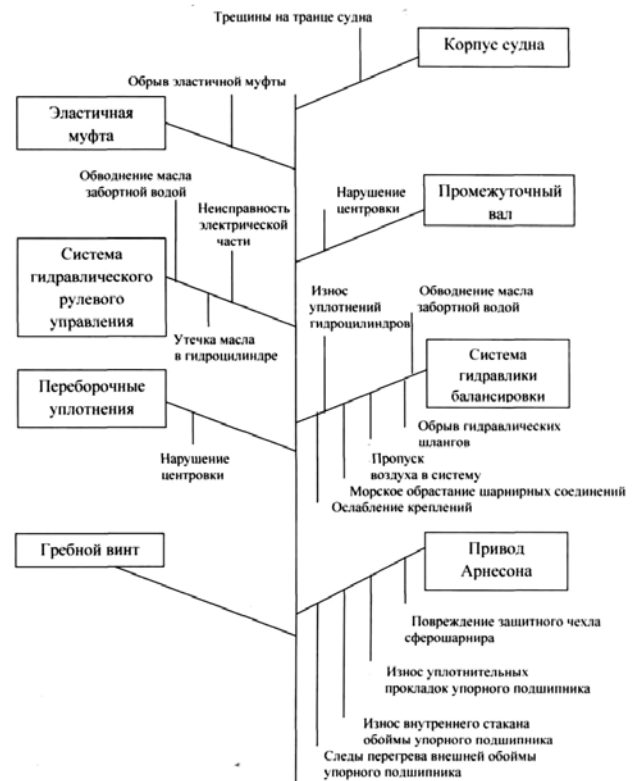 Трещины на транце судна
Корпус судна
Обрыв эластичной муфты
Эластичная
муфта
Обводнение масла
забортной водой
Нарушение
центровки
Промежуточный
вал
Неисправность
электрической
части
Система
гидравлического
рулевого
управления
Износ
уплотнений
гидроцилиндров
Обводнение масла
забортной водой
Утечка масла
в гидроцилиндре
Система
гидравлики
балансировки
Переборочные
уплотнения
Обрыв гидравлических
шлангов
Нарушение
центровки
Пропуск
воздуха в систему
Морское обрастание шарнирных соединений
Ослабление креплений
Гребной винт
Привод
Арнесона
Повреждение защитного чехла
сферошарнира
Износ уплотнительных
прокладок упорного подшипника
Износ внутреннего стакана
обоймы упорного подшипника
Следы перегрева внешней обоймы
упорного подшипника